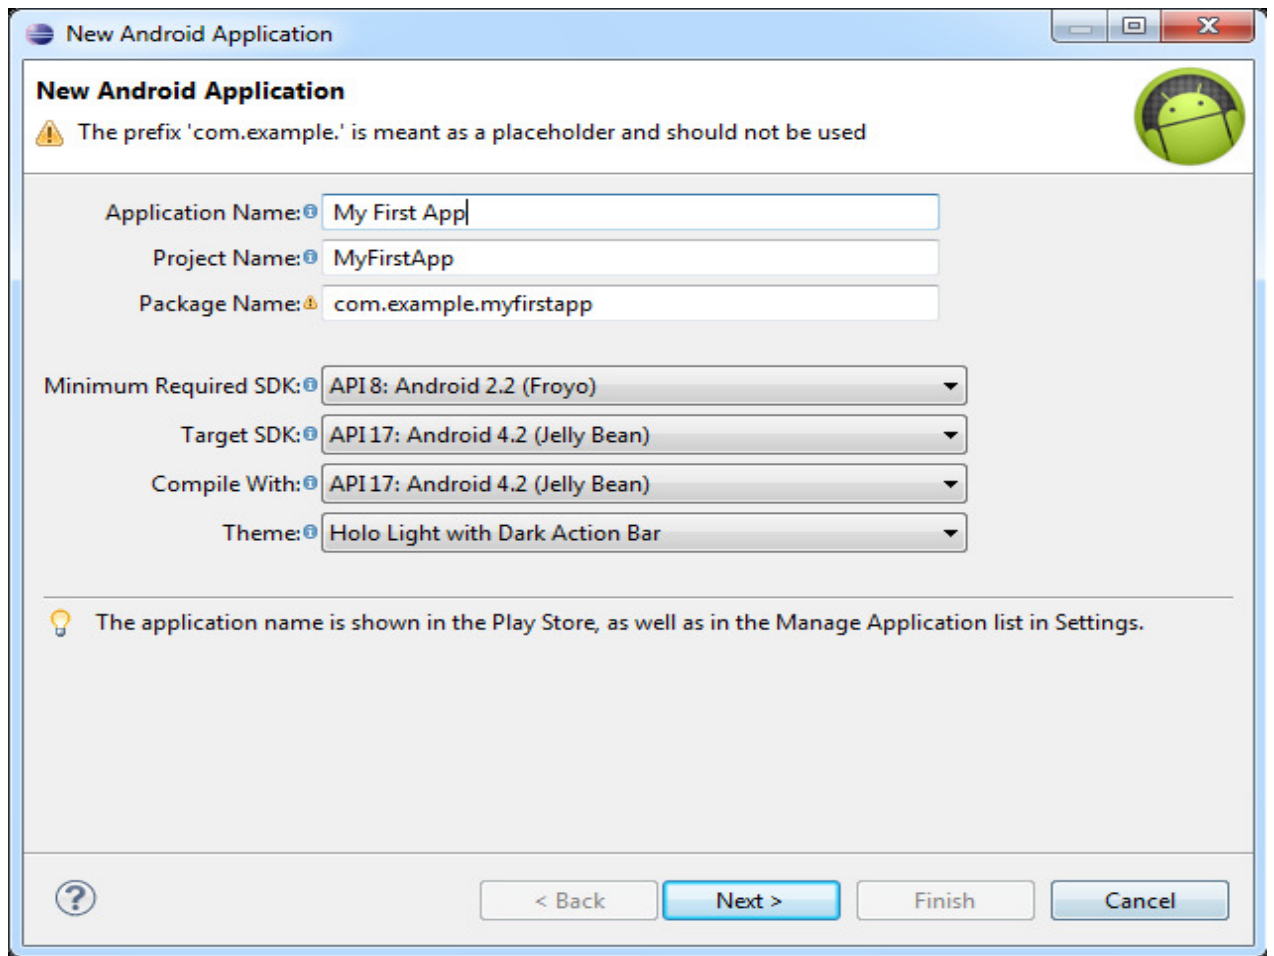 New Android Application
New Android Application
The prefix 'com.example.' is meant as a placeholder and should not be used
Application Name: My First App
Project Name: MyFirstApp
Package Name: com.example.myfirstapp
Minimum Required SDK: API 8: Android 2.2 (Froyo)
Target SDK: API 17: Android 4.2 (Jelly Bean)
Compile With: API 17: Android 4.2 (Jelly Bean)
Theme: Holo Light with Dark Action Bar
The application name is shown in the Play Store, as well as in the Manage Application list in Settings.
? < Back Next > Finish Cancel